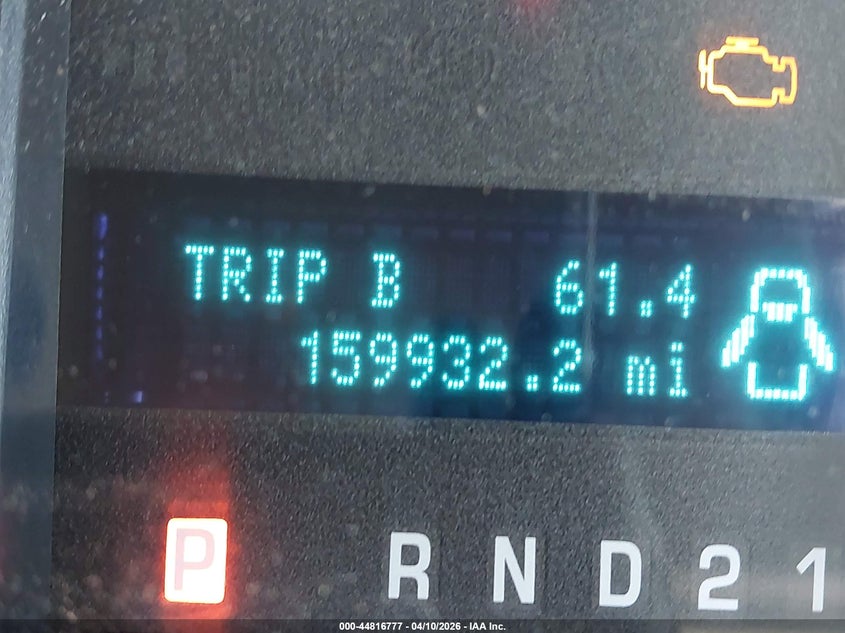 TRIP B 61.4
159932.2 mi
P R N D 2 1
000-44816777 - 04/10/2026 - IAA Inc.